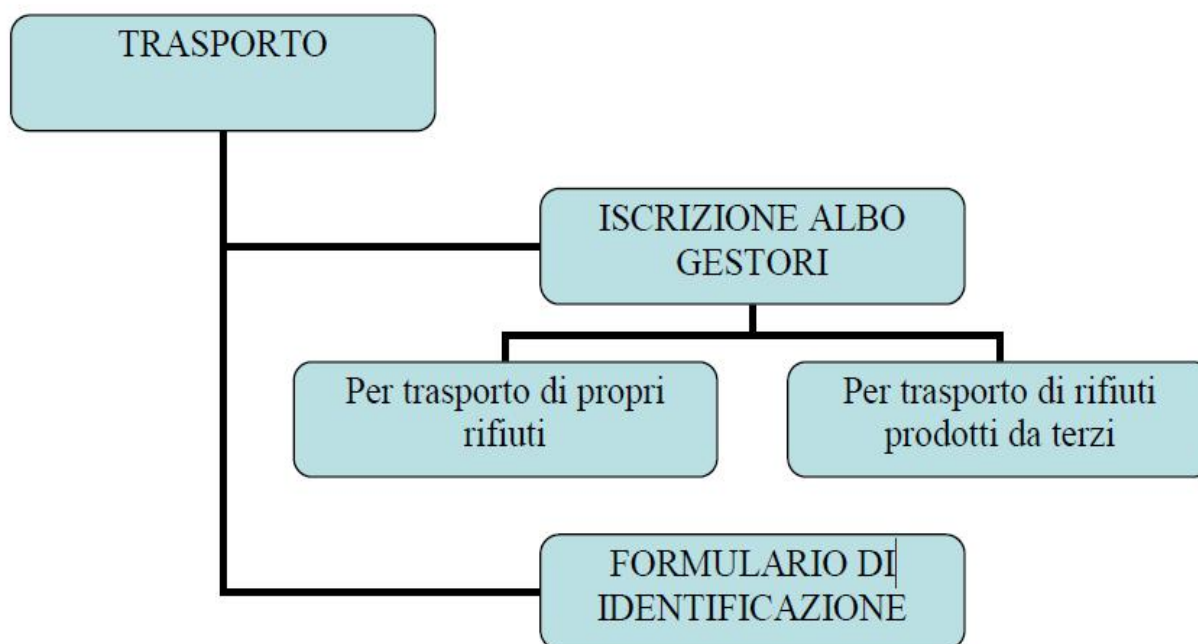 TRASPORTO
ISCRIZIONE ALBO
GESTORI
Per trasporto di propri
rifiuti
Per trasporto di rifiuti
prodotti da terzi
FORMULARIO DI
IDENTIFICAZIONE